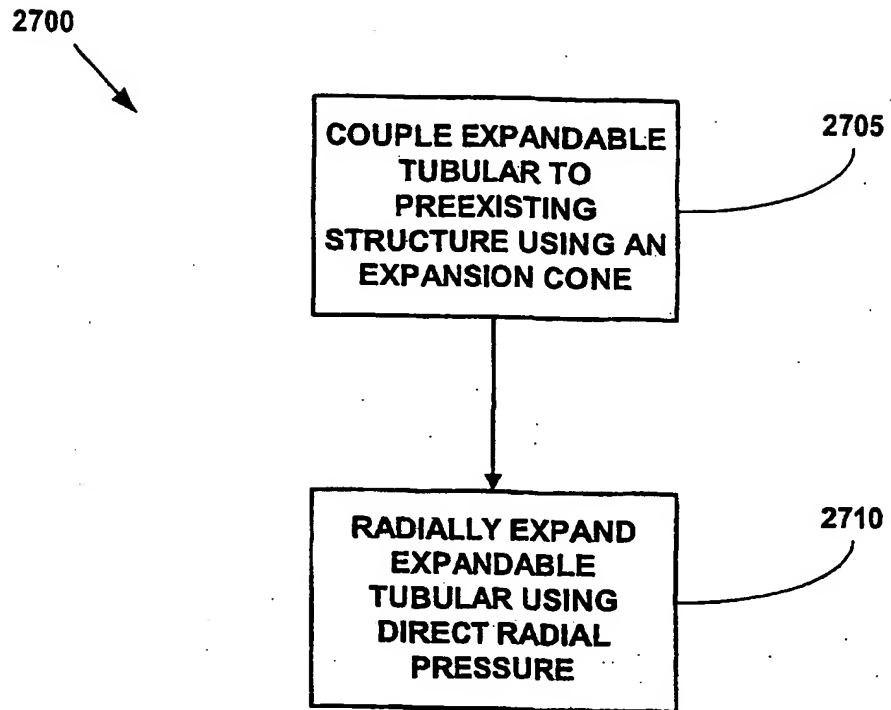 2700
COUPLE EXPANDABLE
TUBULAR TO
PREEXISTING
STRUCTURE USING AN
EXPANSION CONE
2705
RADIALLY EXPAND
EXPANDABLE
TUBULAR USING
DIRECT RADIAL
PRESSURE
2710